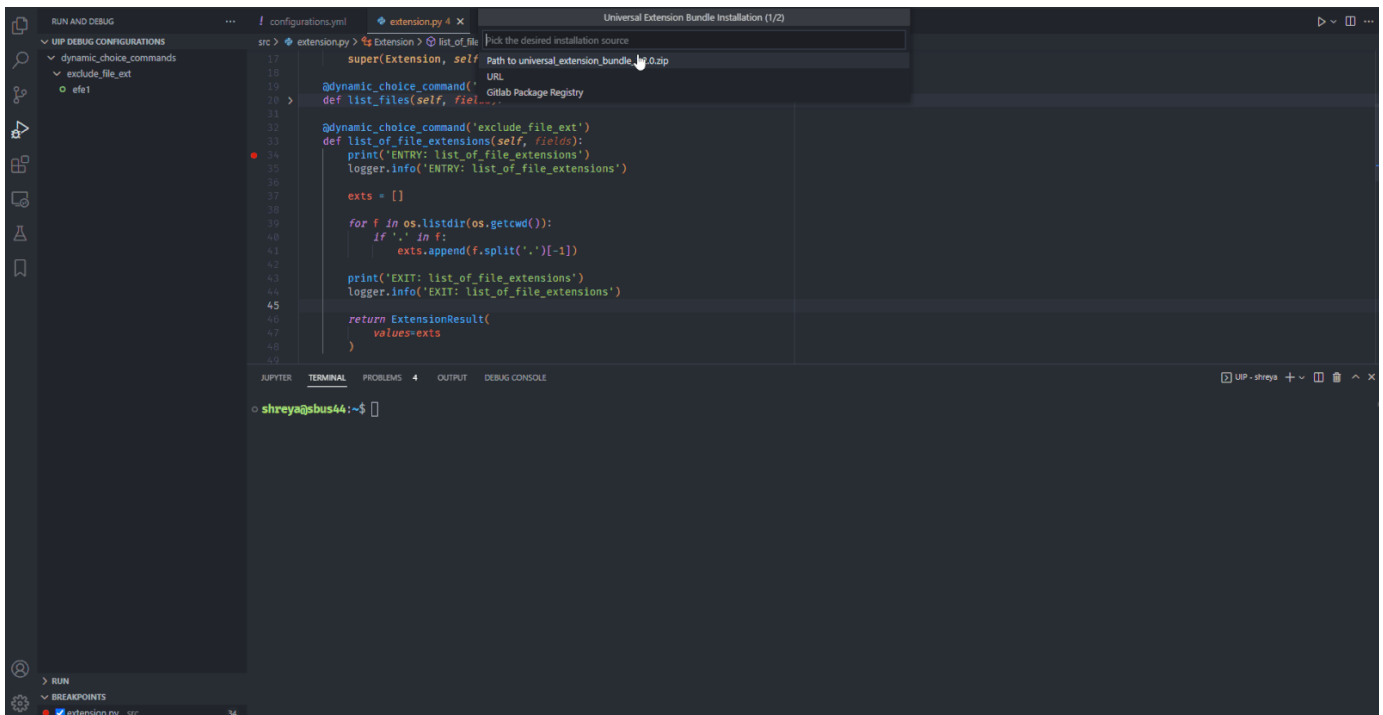 RUN AND DEBUG
UIP DEBUG CONFIGURATIONS
dynamic_choice_commands
exclude_file_ext
efe1
configurations.yml
extension.py 4
src > extension.py > Extension > list_of_file
Universal Extension Bundle Installation (1/2)
Pick the desired installation source
Path to universal_extension_bundle_
.0.zip
URL
Gitlab Package Registry
17 super(Extension, self
18
19 @dynamic_choice_command('
20 def list_files(self,
31
32 @dynamic_choice_command('exclude_file_ext')
33 def list_of_file_extensions(self, fields):
34 print('ENTRY: list_of_file_extensions')
35 logger.info('ENTRY: list_of_file_extensions')
36
37 exts = []
38
39 for f in os.listdir(os.getcwd()):
40 if '.' in f:
41 exts.append(f.split('.')[-1])
42
43 print('EXIT: list_of_file_extensions')
44 logger.info('EXIT: list_of_file_extensions')
45
46 return ExtensionResult(
47 values=exts
48 )
49
JUPYTER TERMINAL PROBLEMS 4 OUTPUT DEBUG CONSOLE
UIP - shreya
shreya@sbus44:~$
RUN
BREAKPOINTS
extension.py src 34